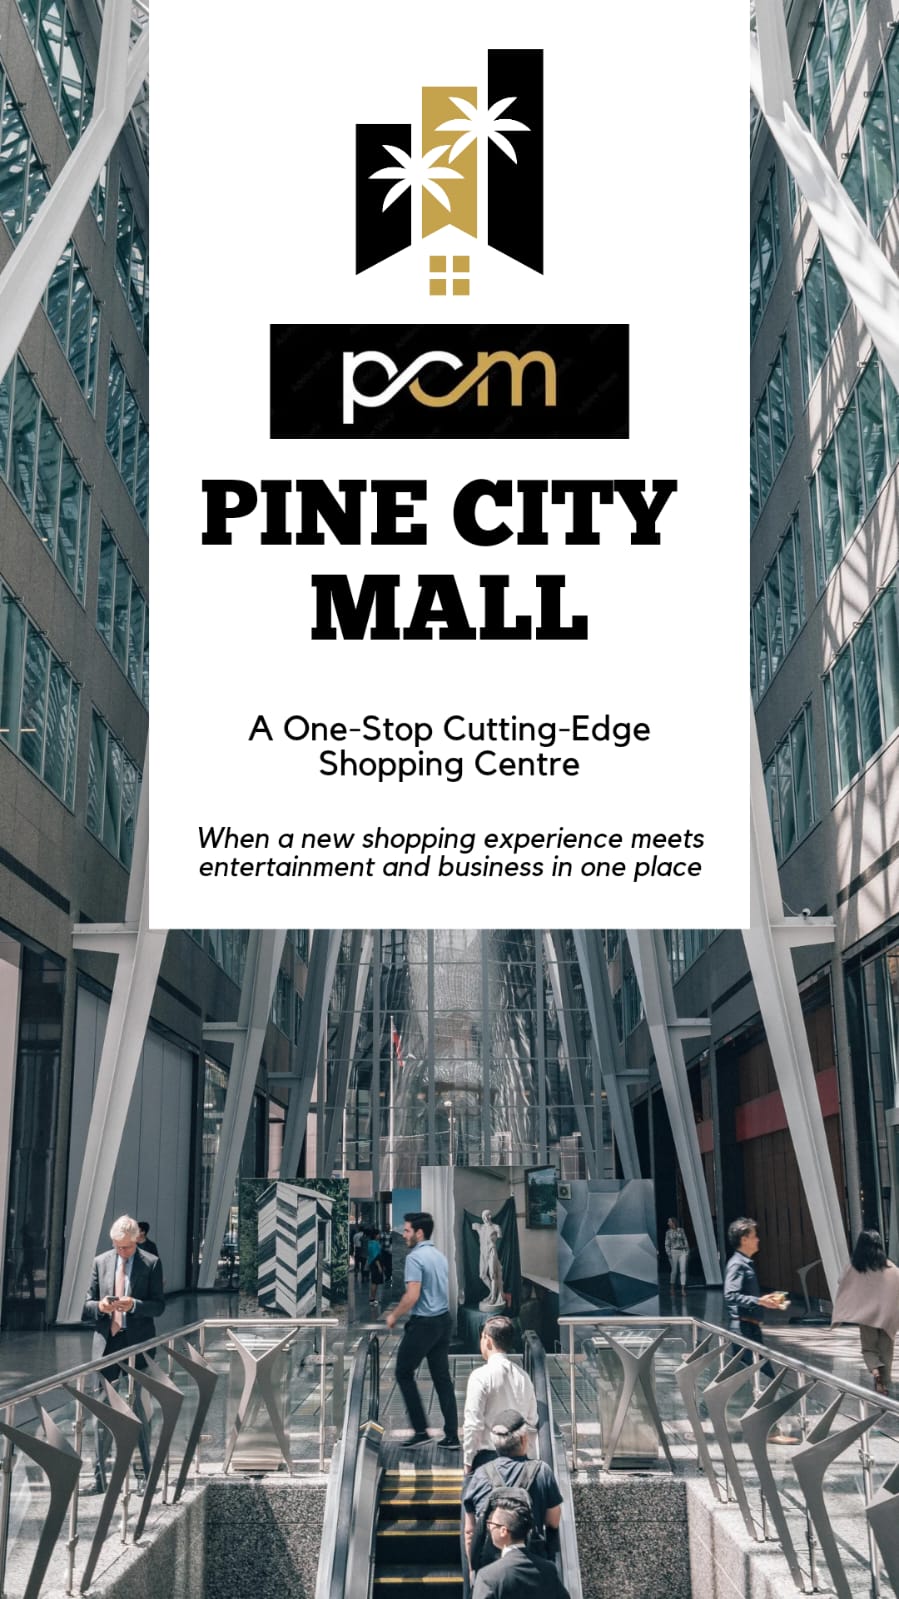 pcm
PINE CITY
MALL
A One-Stop Cutting-Edge
Shopping Centre
When a new shopping experience meets
entertainment and business in one place